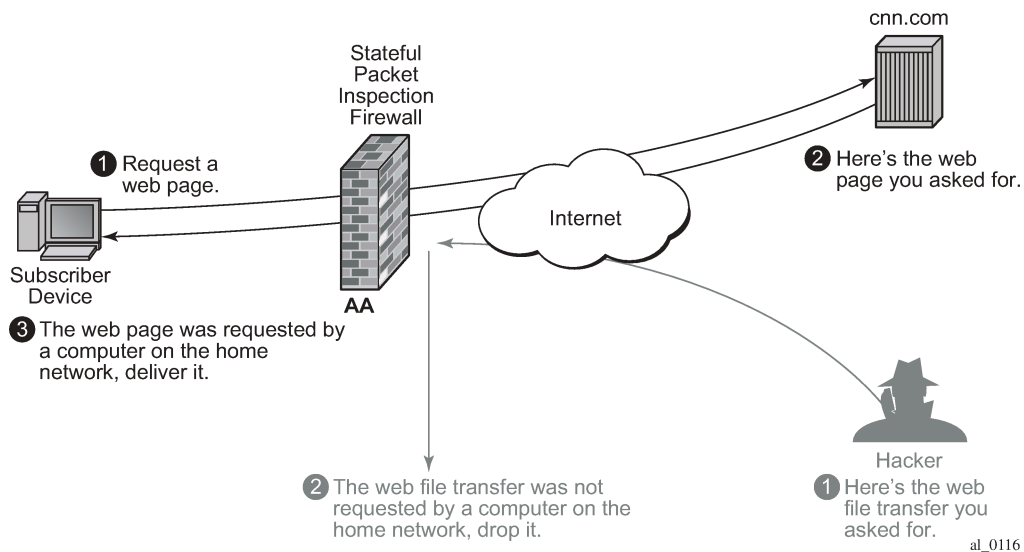 cnn.com
Stateful
Packet
Inspection
Firewall
1 Request a
web page.
2 Here's the web
page you asked for.
Internet
Subscriber
Device
AA
3 The web page was requested by
a computer on the home
network, deliver it.
Hacker
2 The web file transfer was not
requested by a computer on the
home network, drop it.
1 Here's the web
file transfer you
asked for.
al_0116